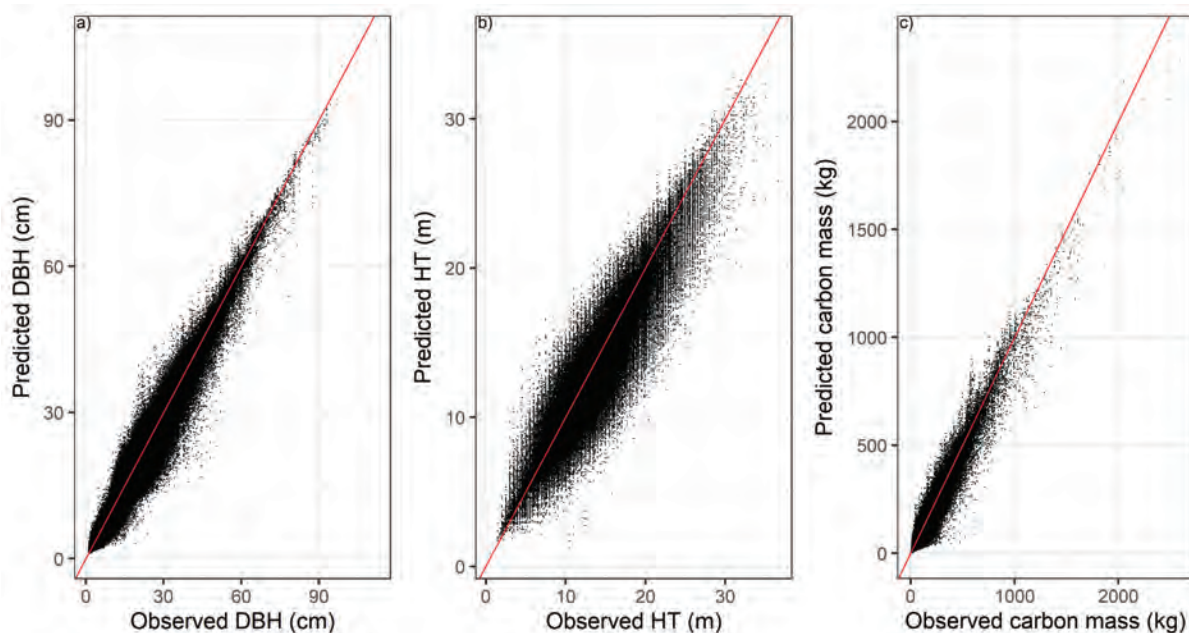 a)
90
60
30
0
Predicted DBH (cm)
0 30 60 90
Observed DBH (cm)
b)
30
20
10
0
Predicted HT (m)
0 10 20 30
Observed HT (m)
c)
2000
1500
1000
500
0
Predicted carbon mass (kg)
0 1000 2000
Observed carbon mass (kg)